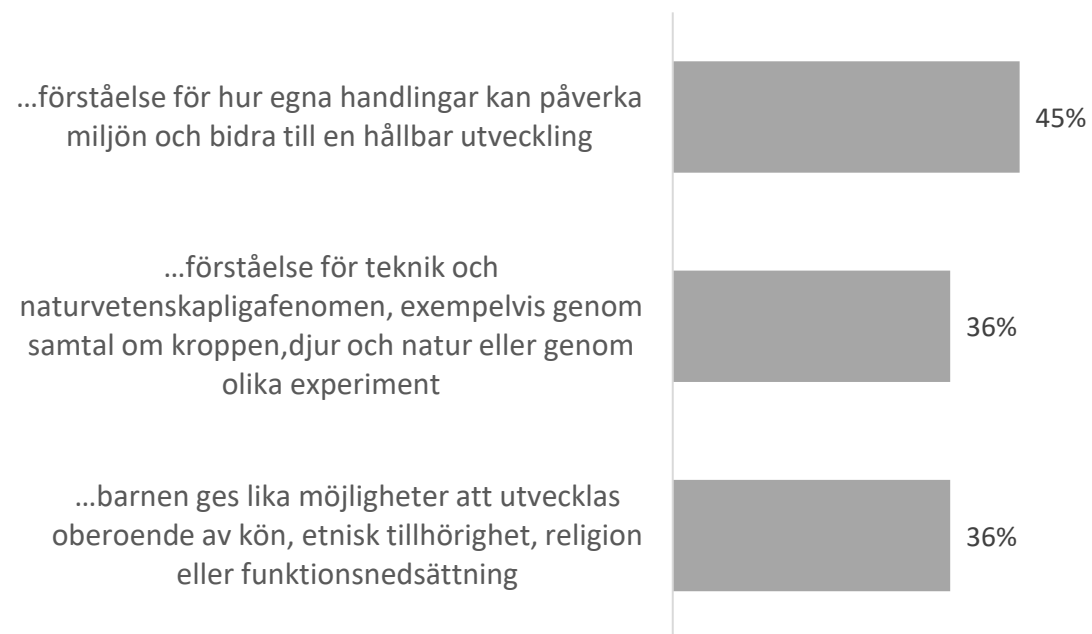 …förståelse för hur egna handlingar kan påverka
miljön och bidra till en hållbar utveckling
45%
…förståelse för teknik och
naturvetenskapligafenomen, exempelvis genom
samtal om kroppen,djur och natur eller genom
olika experiment
36%
…barnen ges lika möjligheter att utvecklas
oberoende av kön, etnisk tillhörighet, religion
eller funktionsnedsättning
36%